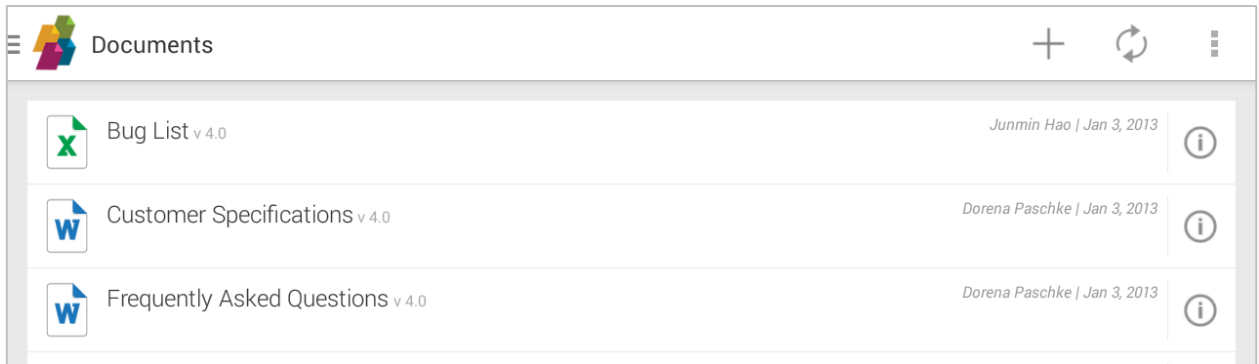 Documents
Bug List v 4.0
Junmin Hao | Jan 3, 2013
Customer Specifications v 4.0
Dorena Paschke | Jan 3, 2013
Frequently Asked Questions v 4.0
Dorena Paschke | Jan 3, 2013